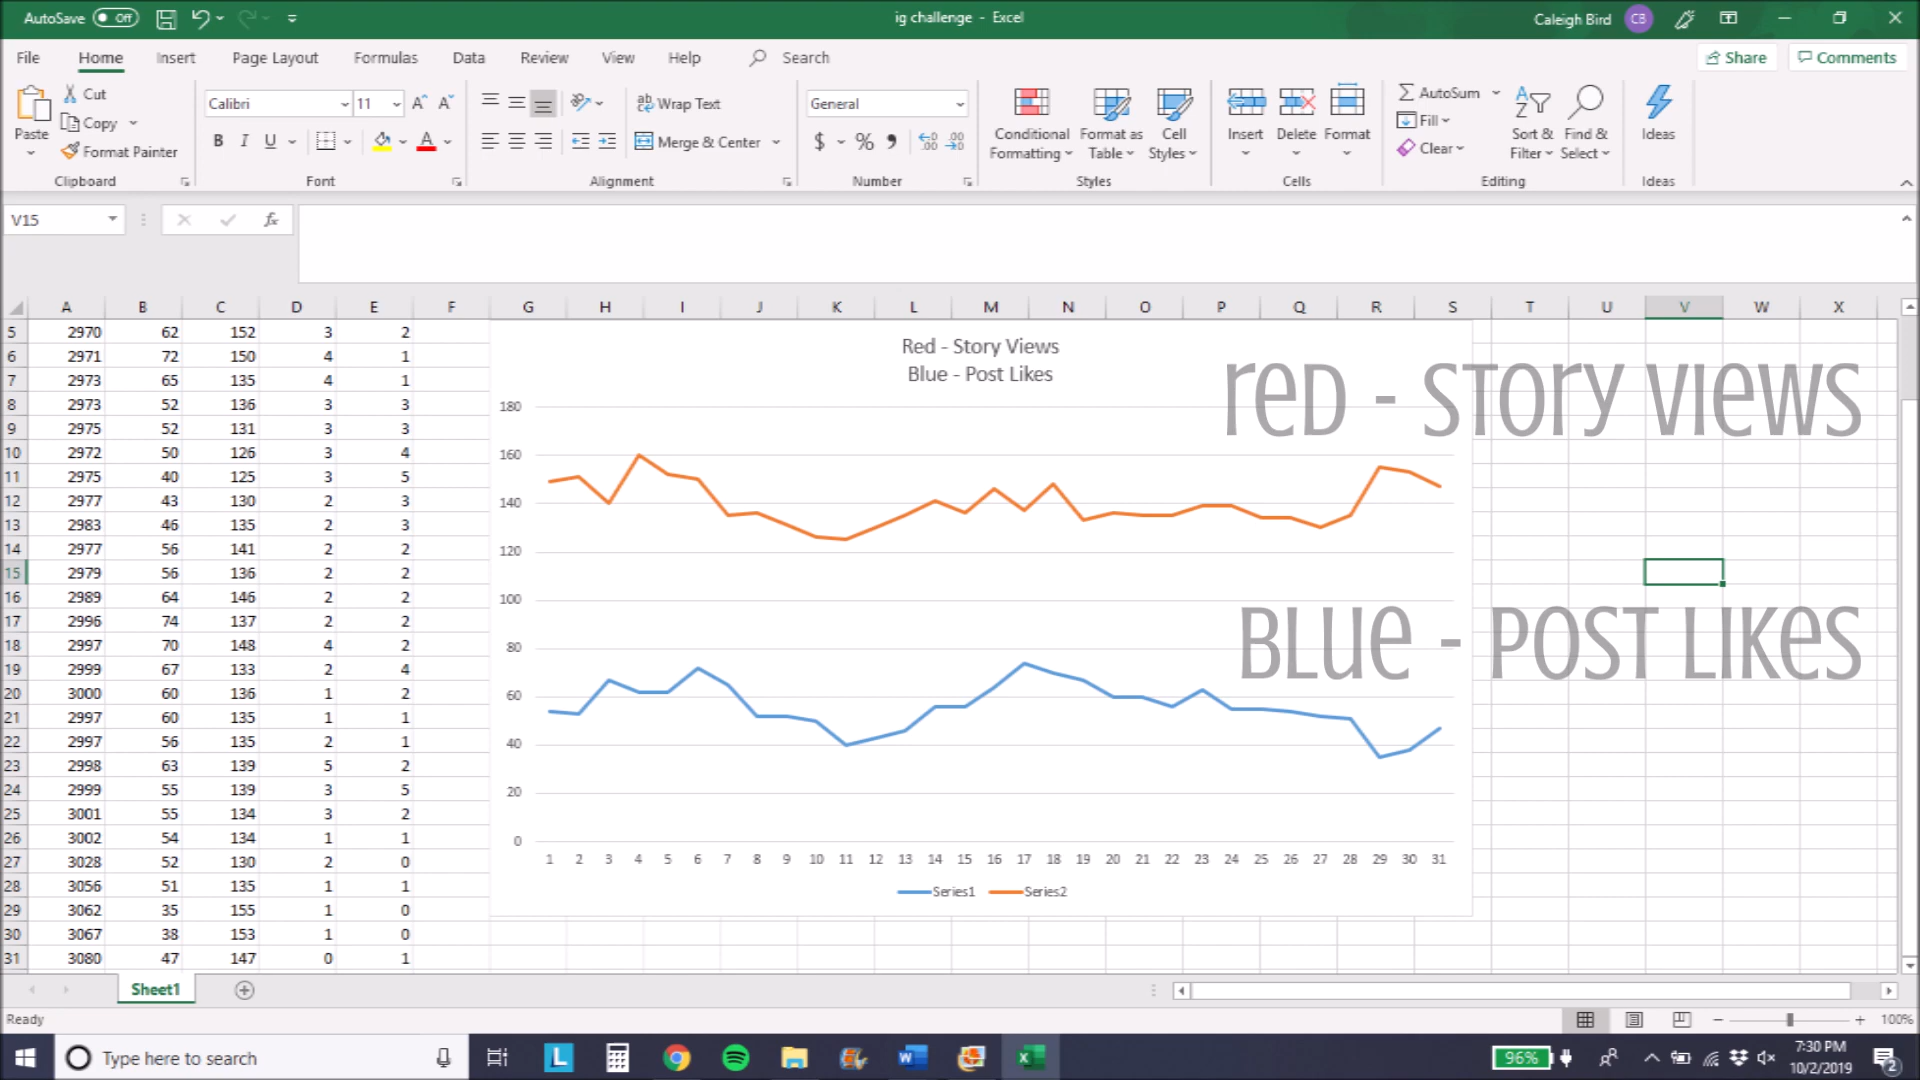 AutoSave Off ig challenge - Excel Caleigh Bird CB
File Home Insert Page Layout Formulas Data Review View Help Search Share Comments
Paste Cut Copy Format Painter Clipboard
Calibri 11 B I U A Font
ab Wrap Text Merge & Center Alignment
General $ % , Number
Conditional Formatting Format as Table Cell Styles Styles
Insert Delete Format Cells
AutoSum Fill Clear Sort & Filter Find & Select Editing
Ideas Ideas
V15 fx
A B C D E F G H I J K L M N O P Q R S T U V W X
5 2970 62 152 3 2
6 2971 72 150 4 1
7 2973 65 135 4 1
8 2973 52 136 3 3
9 2975 52 131 3 3
10 2972 50 126 3 4
11 2975 40 125 3 5
12 2977 43 130 2 3
13 2983 46 135 2 3
14 2977 56 141 2 2
15 2979 56 136 2 2
16 2989 64 146 2 2
17 2996 74 137 2 2
18 2997 70 148 4 2
19 2999 67 133 2 4
20 3000 60 136 1 2
21 2997 60 135 1 1
22 2997 56 135 2 1
23 2998 63 139 5 2
24 2999 55 139 3 5
25 3001 55 134 3 2
26 3002 54 134 1 1
27 3028 52 130 2 0
28 3056 51 135 1 1
29 3062 35 155 1 0
30 3067 38 153 1 0
31 3080 47 147 0 1
Red - Story Views
Blue - Post Likes
180
160
140
120
100
80
60
40
20
0
1 2 3 4 5 6 7 8 9 10 11 12 13 14 15 16 17 18 19 20 21 22 23 24 25 26 27 28 29 30 31
Series1 Series2
red - story views
Blue - post likes
Sheet1
Ready 100%
Type here to search
96% 7:30 PM
10/2/2019 2